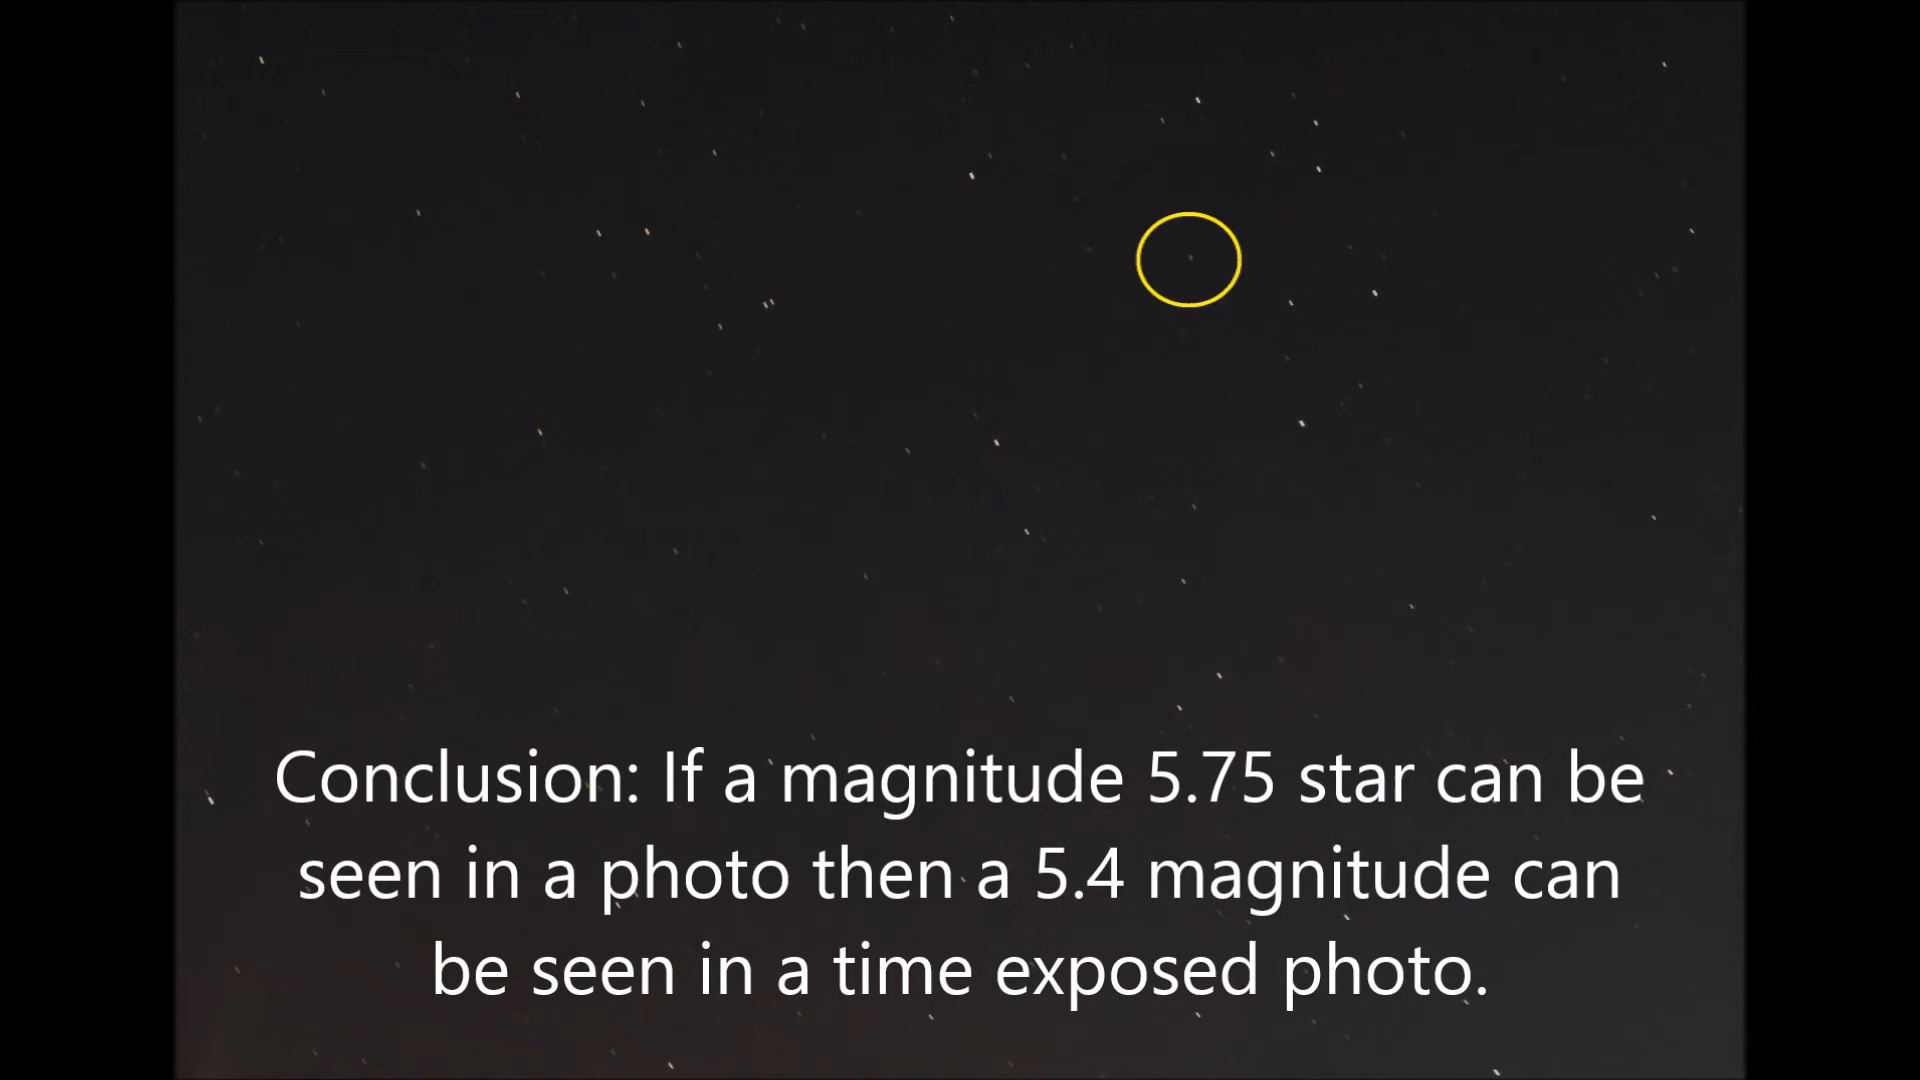 Conclusion: If a magnitude 5.75 star can be
seen in a photo then a 5.4 magnitude can
be seen in a time exposed photo.